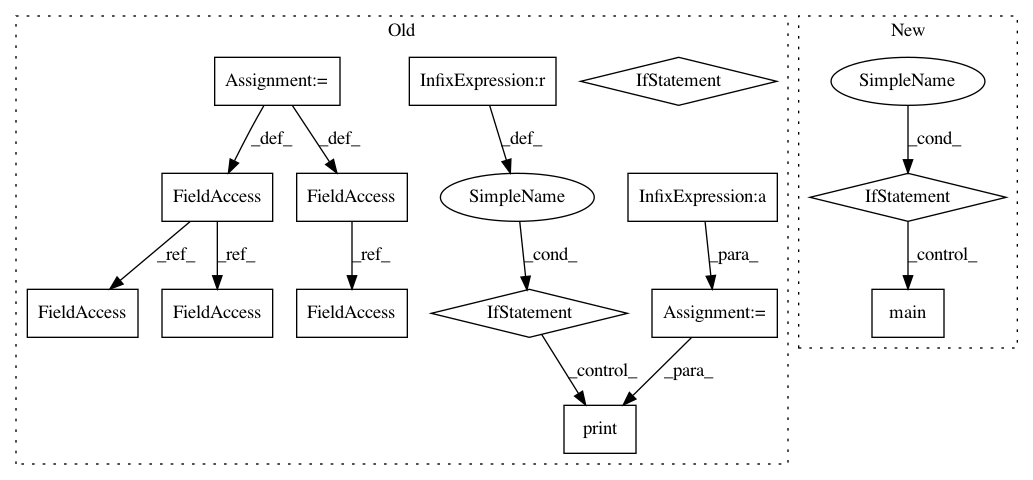 Old
New
Assignment:=
InfixExpression:r
IfStatement
SimpleName
_def_
_def_
_def_
_cond_
FieldAccess
FieldAccess
SimpleName
InfixExpression:a
IfStatement
_ref_
_ref_
_ref_
_cond_
_para_
_control_
FieldAccess
FieldAccess
FieldAccess
IfStatement
Assignment:=
main
_control_
_para_
print